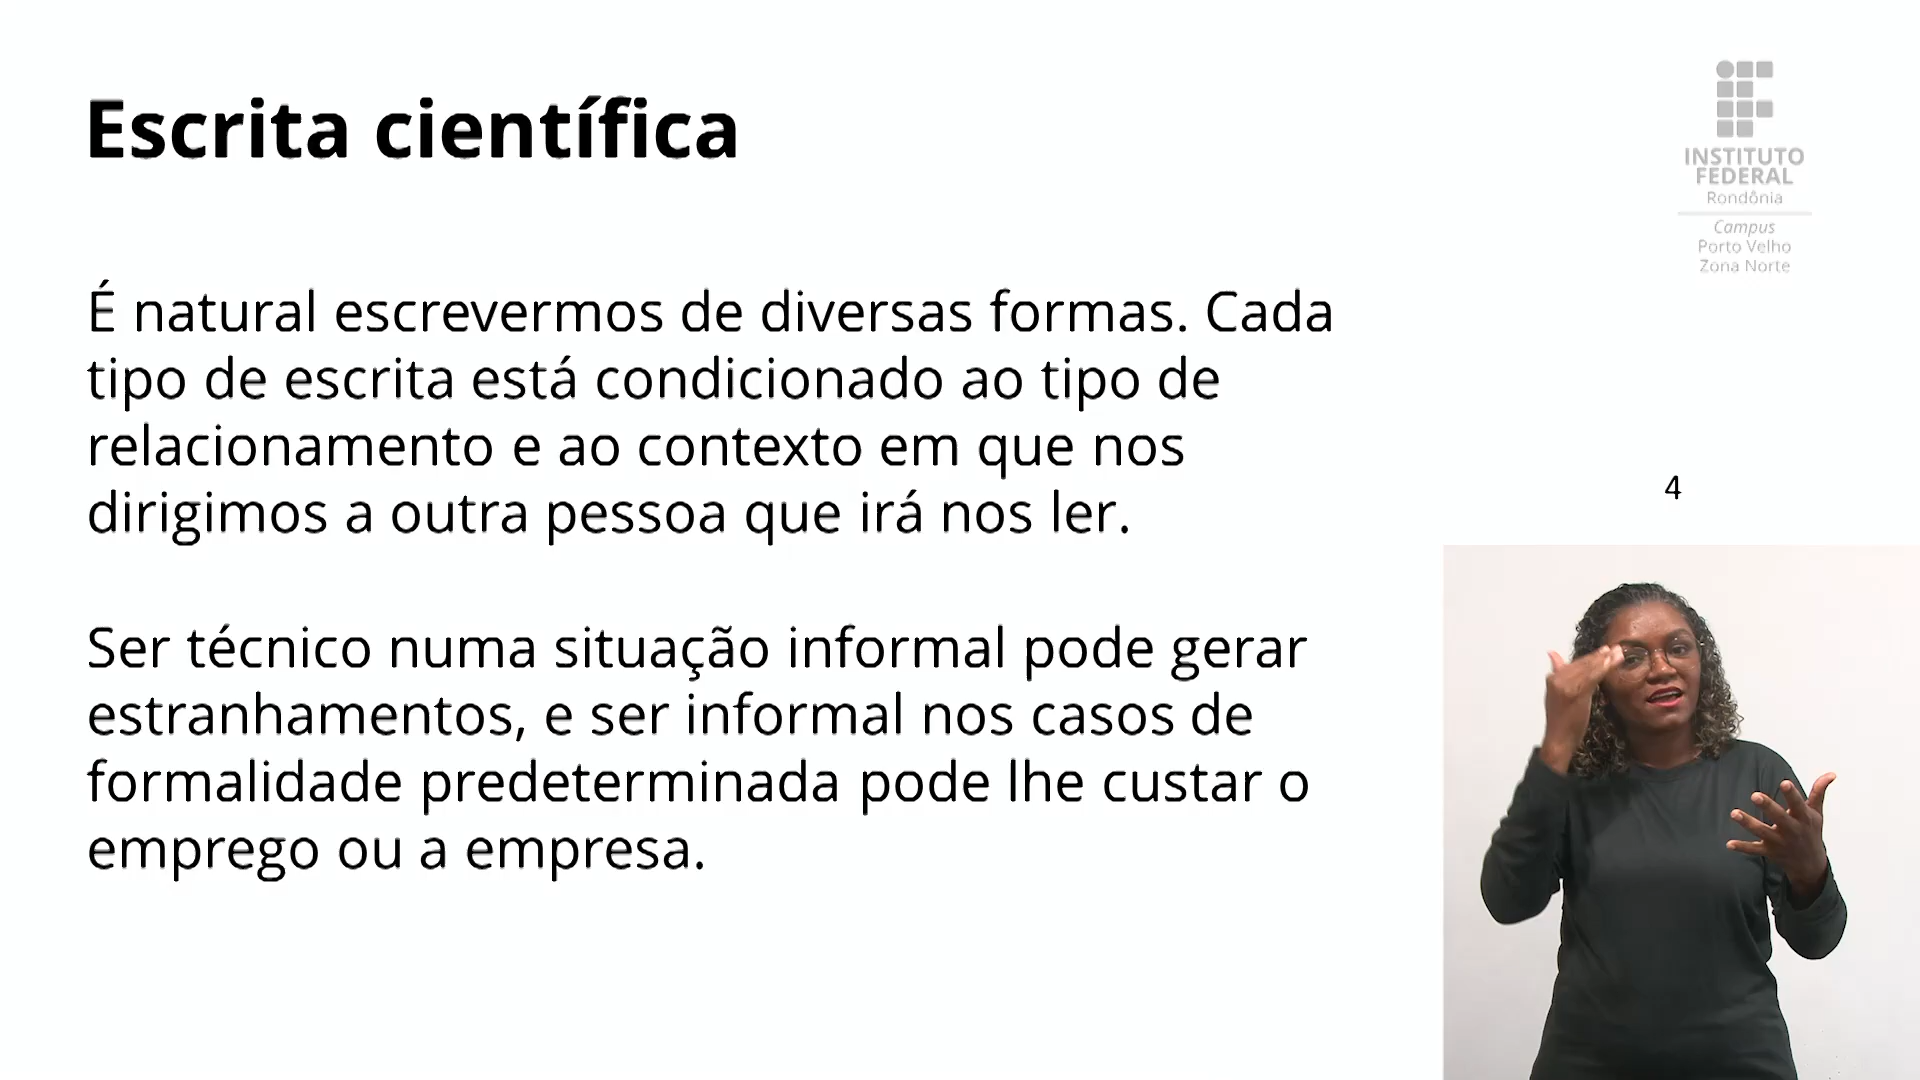 Escrita científica
INSTITUTO
FEDERAL
Rondônia
Campus
Porto Velho
Zona Norte
É natural escrevermos de diversas formas. Cada
tipo de escrita está condicionado ao tipo de
relacionamento e ao contexto em que nos
dirigimos a outra pessoa que irá nos ler.
4
Ser técnico numa situação informal pode gerar
estranhamentos, e ser informal nos casos de
formalidade predeterminada pode lhe custar o
emprego ou a empresa.